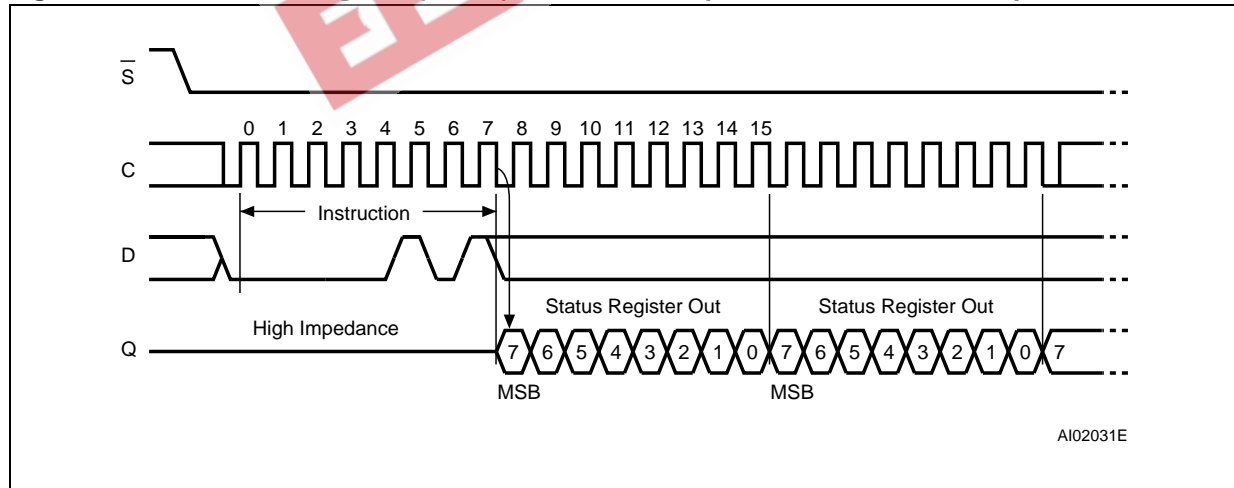 S
0 1 2 3 4 5 6 7 8 9 10 11 12 13 14 15
C
Instruction
D
Status Register Out Status Register Out
High Impedance
Q 7 6 5 4 3 2 1 0 7 6 5 4 3 2 1 0 7
MSB MSB
AI02031E